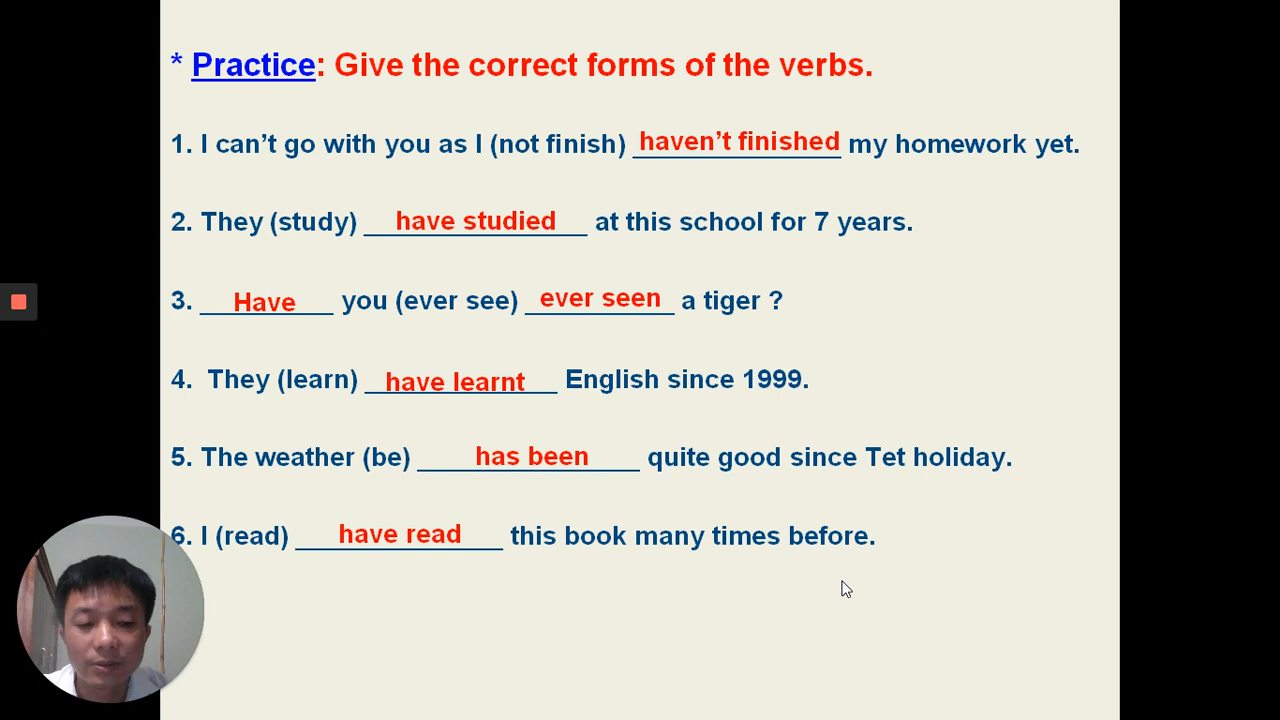 * Practice: Give the correct forms of the verbs.
1. I can’t go with you as I (not finish) haven’t finished my homework yet.
2. They (study) have studied at this school for 7 years.
3. Have you (ever see) ever seen a tiger ?
4. They (learn) have learnt English since 1999.
5. The weather (be) has been quite good since Tet holiday.
6. I (read) have read this book many times before.